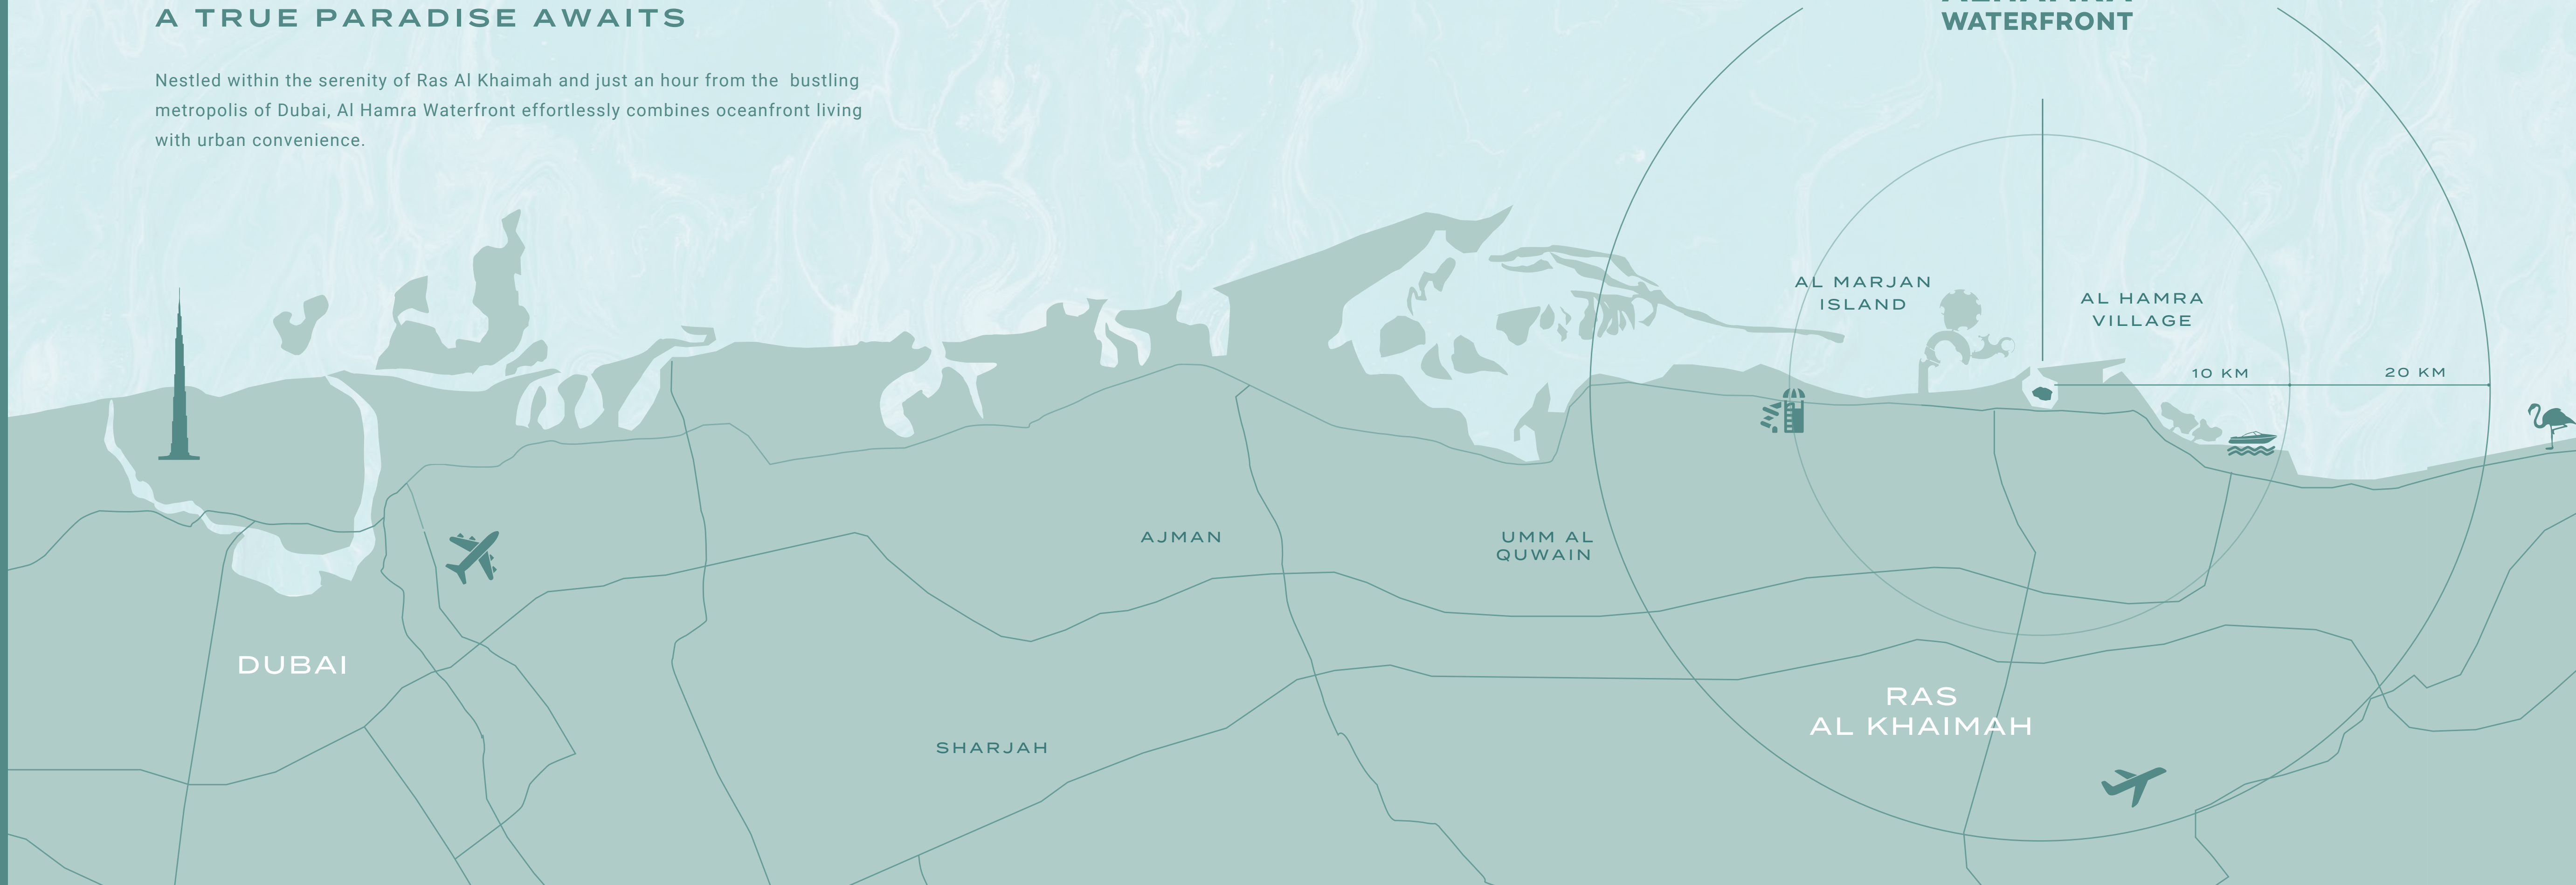 A TRUE PARADISE AWAITS
Nestled within the serenity of Ras Al Khaimah and just an hour from the bustling
metropolis of Dubai, Al Hamra Waterfront effortlessly combines oceanfront living
with urban convenience.
WATERFRONT
AL MARJAN
ISLAND
AL HAMRA
VILLAGE
10 KM
20 KM
AJMAN
UMM AL
QUWAIN
DUBAI
RAS
AL KHAIMAH
SHARJAH